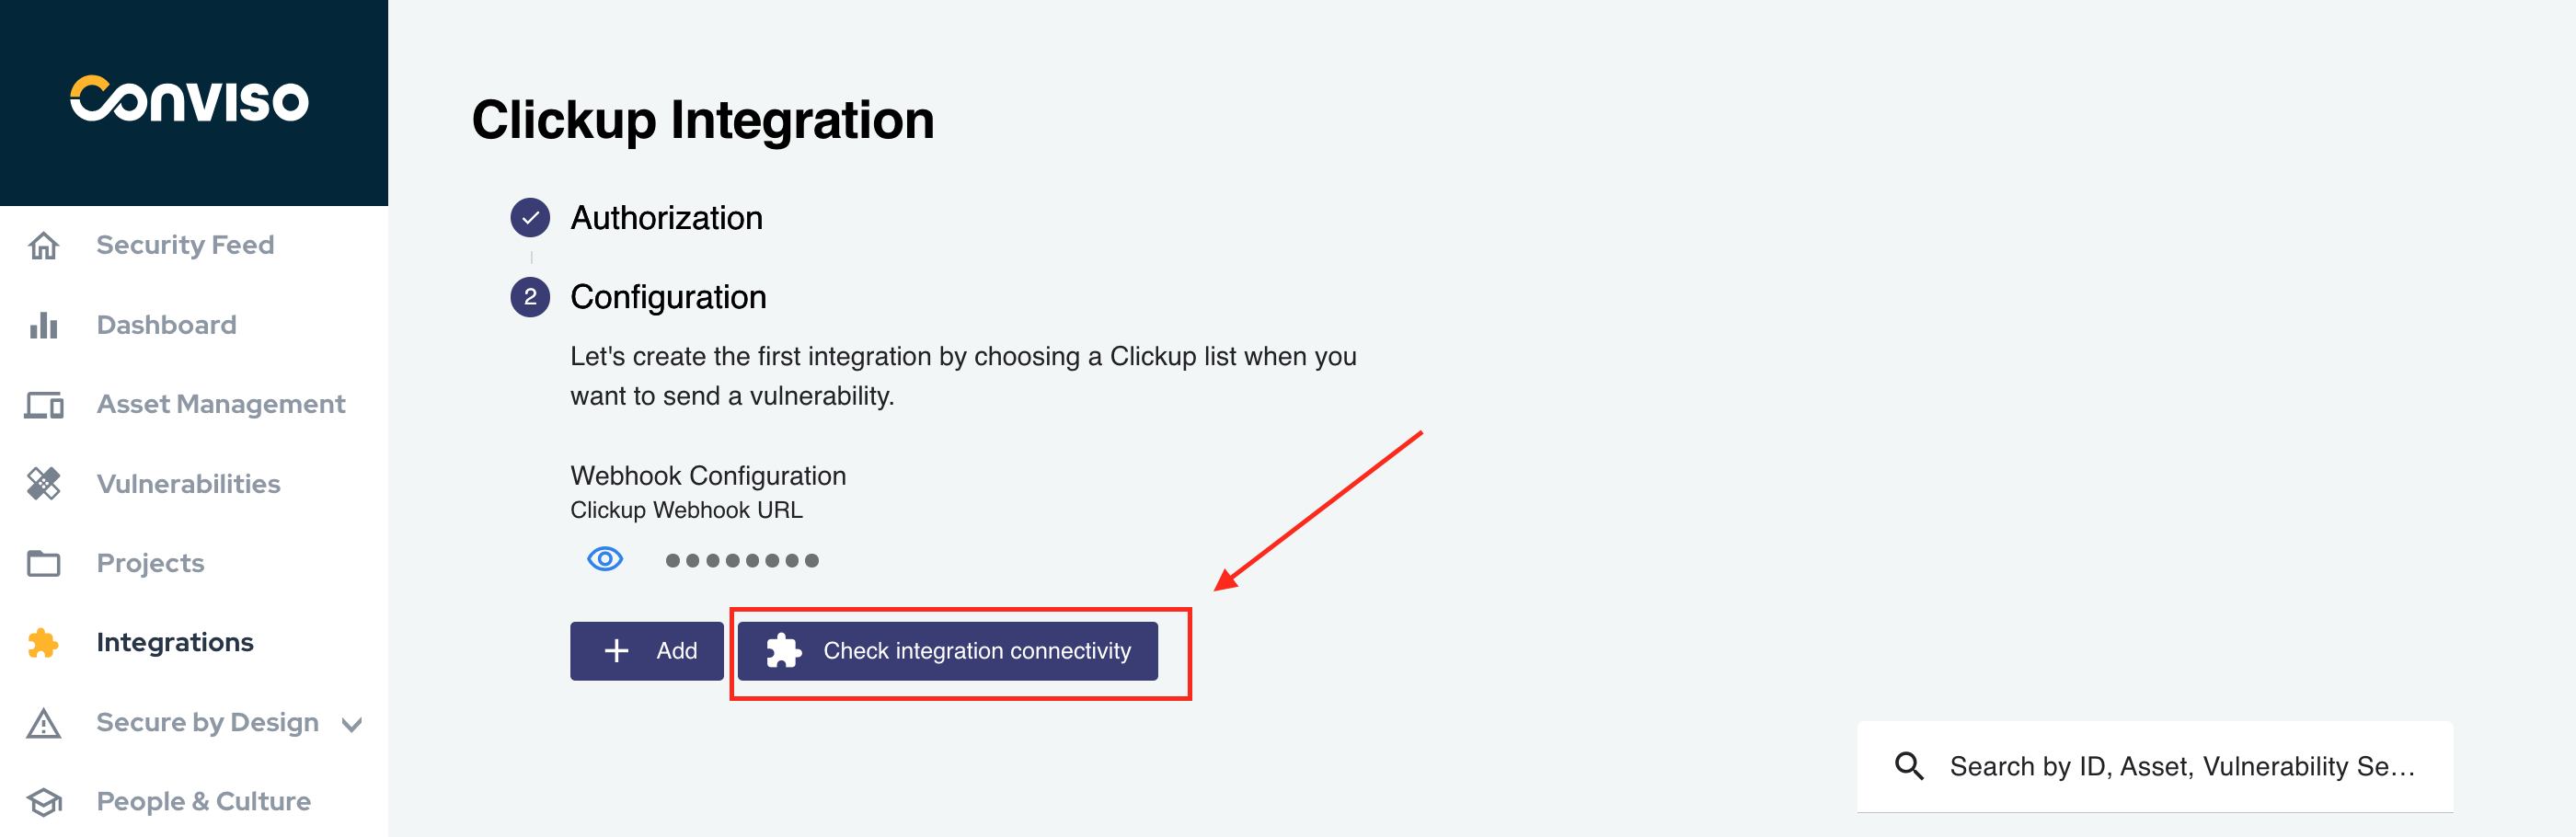 Conviso
Security Feed
Dashboard
Asset Management
Vulnerabilities
Projects
Integrations
Secure by Design
People & Culture
Clickup Integration
Authorization
2 Configuration
Let's create the first integration by choosing a Clickup list when you
want to send a vulnerability.
Webhook Configuration
Clickup Webhook URL
Add
Check integration connectivity
Search by ID, Asset, Vulnerability Se...